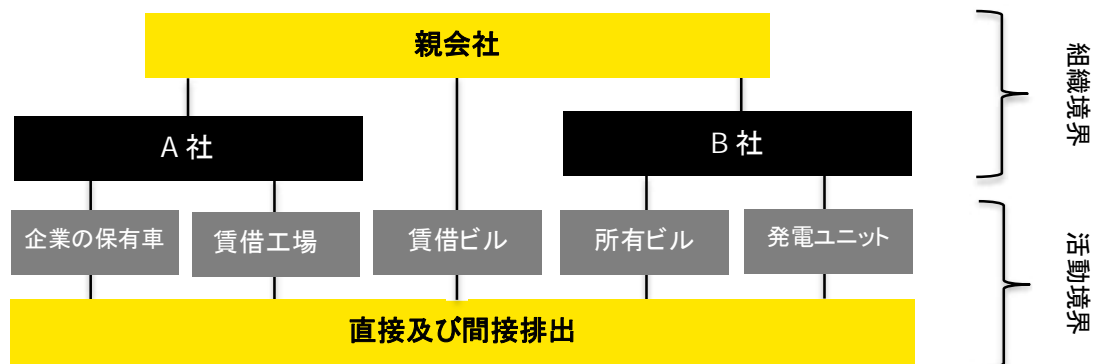 親会社
組織境界
A 社
B 社
企業の保有車
賃借工場
賃借ビル
所有ビル
発電ユニット
活動境界
直接及び間接排出